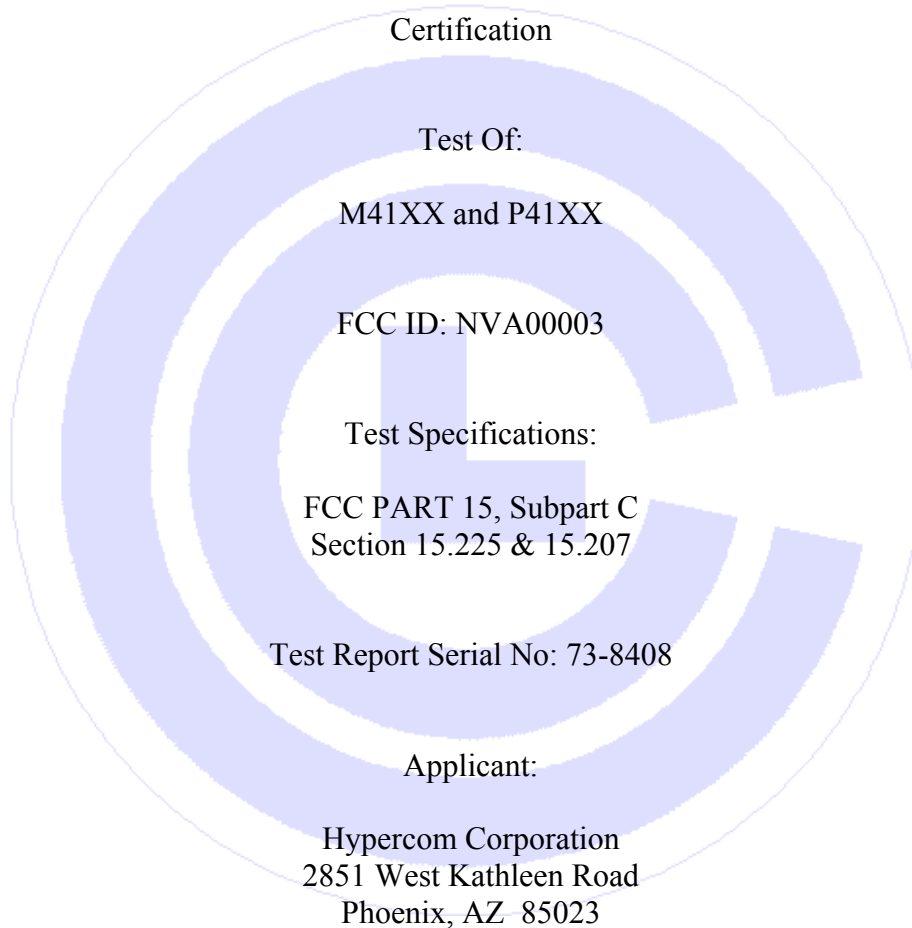 Certification
Test Of:
M41XX and P41XX
FCC ID: NVA00003
Test Specifications:
FCC PART 15, Subpart C
Section 15.225 & 15.207
Test Report Serial No: 73-8408
Applicant:
Hypercom Corporation
2851 West Kathleen Road
Phoenix, AZ  85023